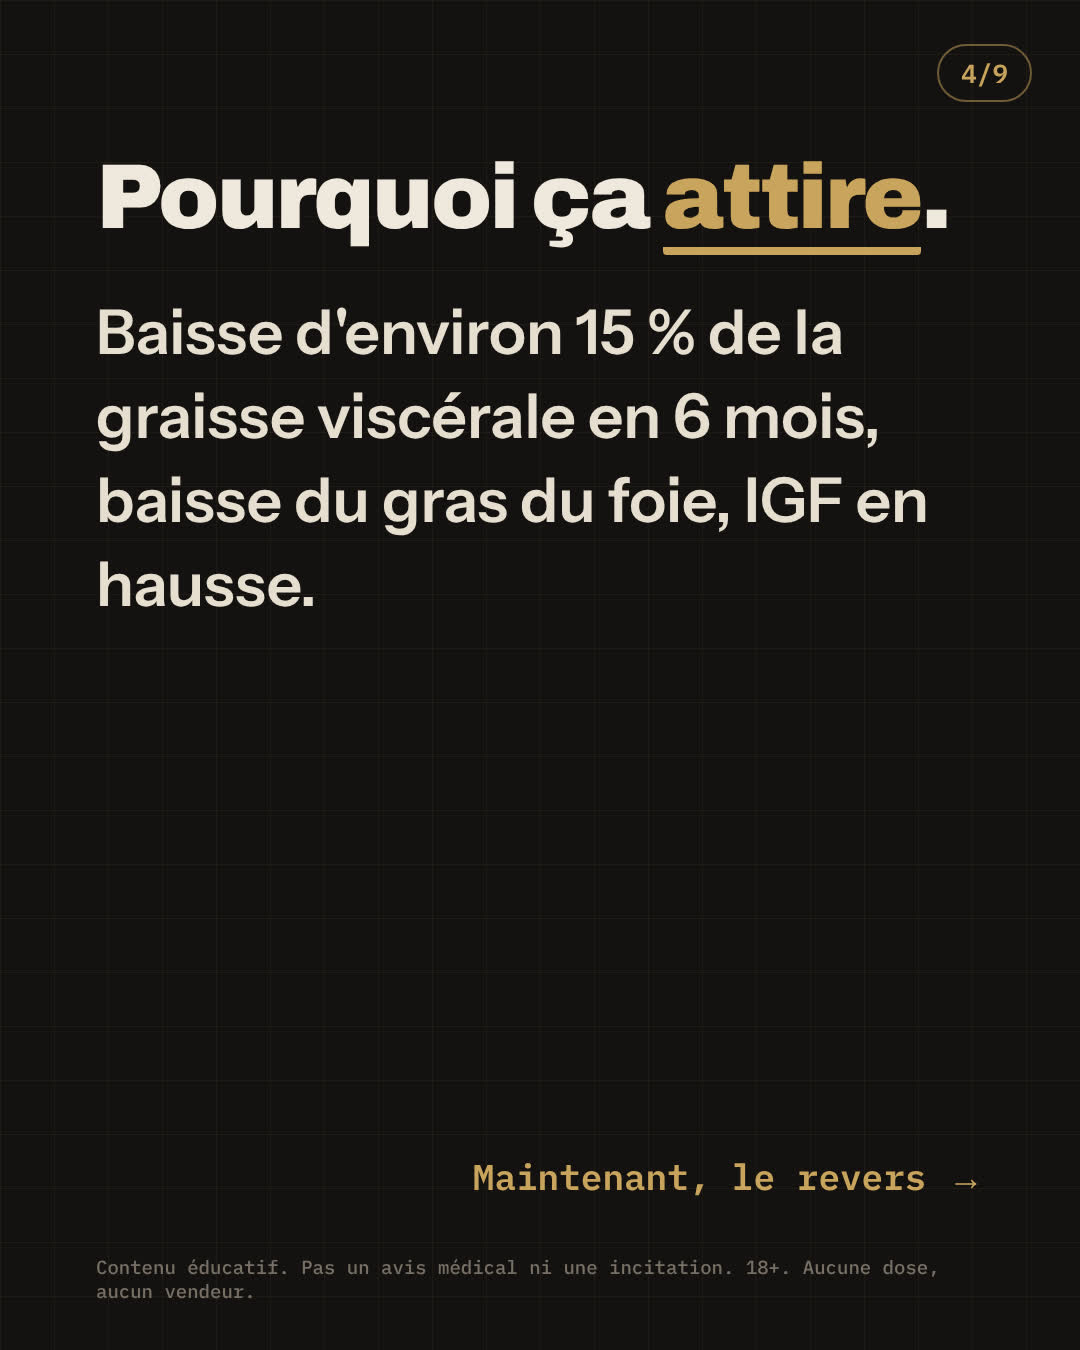 4/9
Pourquoi ça attire.
Baisse d'environ 15 % de la
graisse viscérale en 6 mois,
baisse du gras du foie, IGF en
hausse.
Maintenant, le revers →
Contenu éducatif. Pas un avis médical ni une incitation. 18+. Aucune dose,
aucun vendeur.